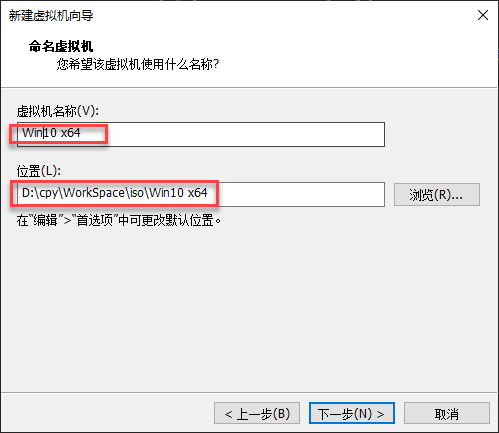 新建虚拟机向导
命名虚拟机
您希望该虚拟机使用什么名称?
虚拟机名称(V):
Win10 x64
位置(L):
D:\cpy\WorkSpace\iso\Win10 x64
浏览(R)...
在“编辑”>“首选项”中可更改默认位置。
< 上一步(B)
下一步(N) >
取消